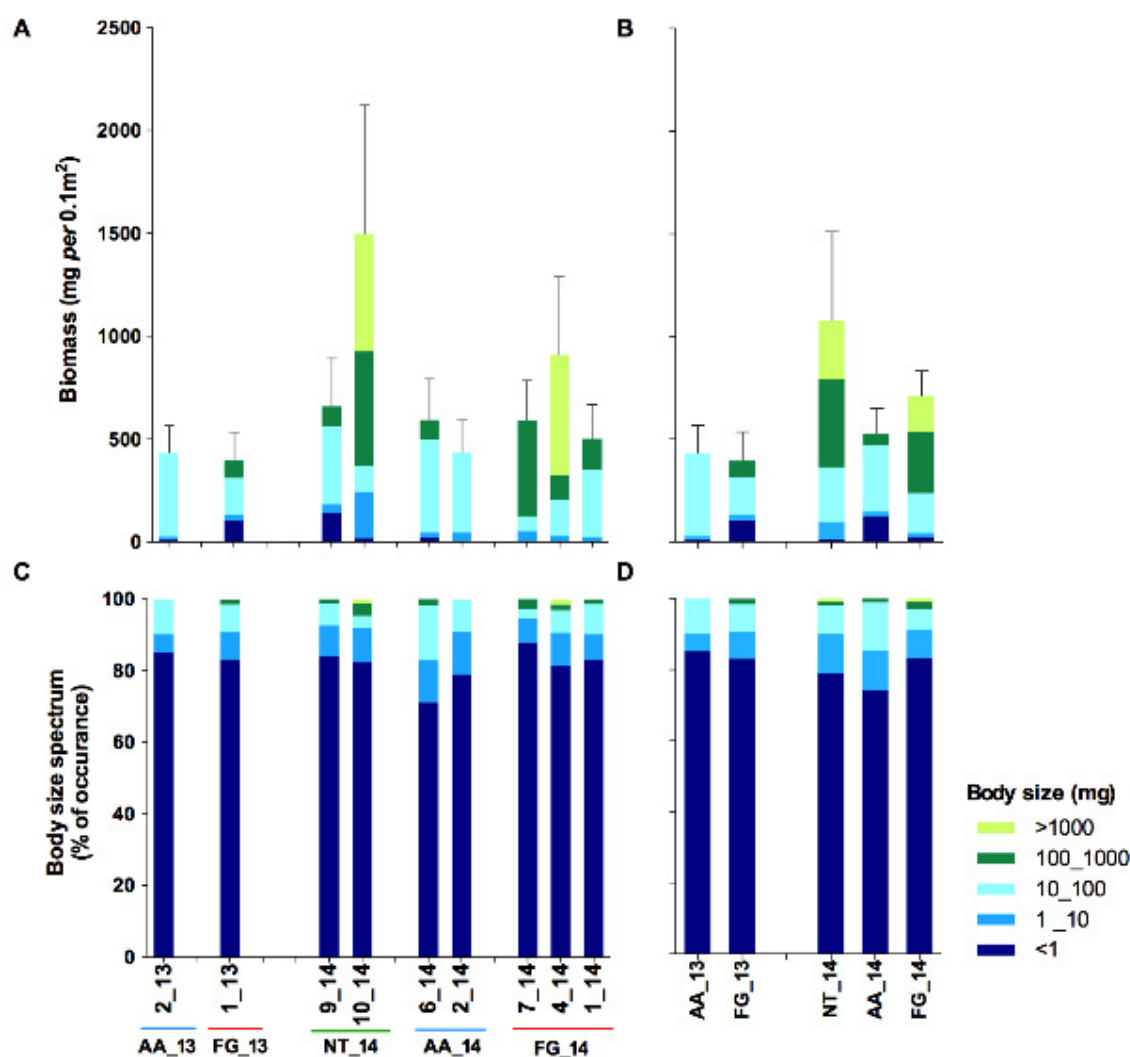 A
B
2500
2000
1500
1000
500
0
Biomass (mg per 0.1m²)
C
D
100
80
60
40
20
0
Body size spectrum
(% of occurance)
2_13
1_13
9_14
10_14
6_14
2_14
7_14
4_14
1_14
AA_13
FG_13
NT_14
AA_14
FG_14
AA_13
FG_13
NT_14
AA_14
FG_14
Body size (mg)
>1000
100_1000
10_100
1 _10
<1